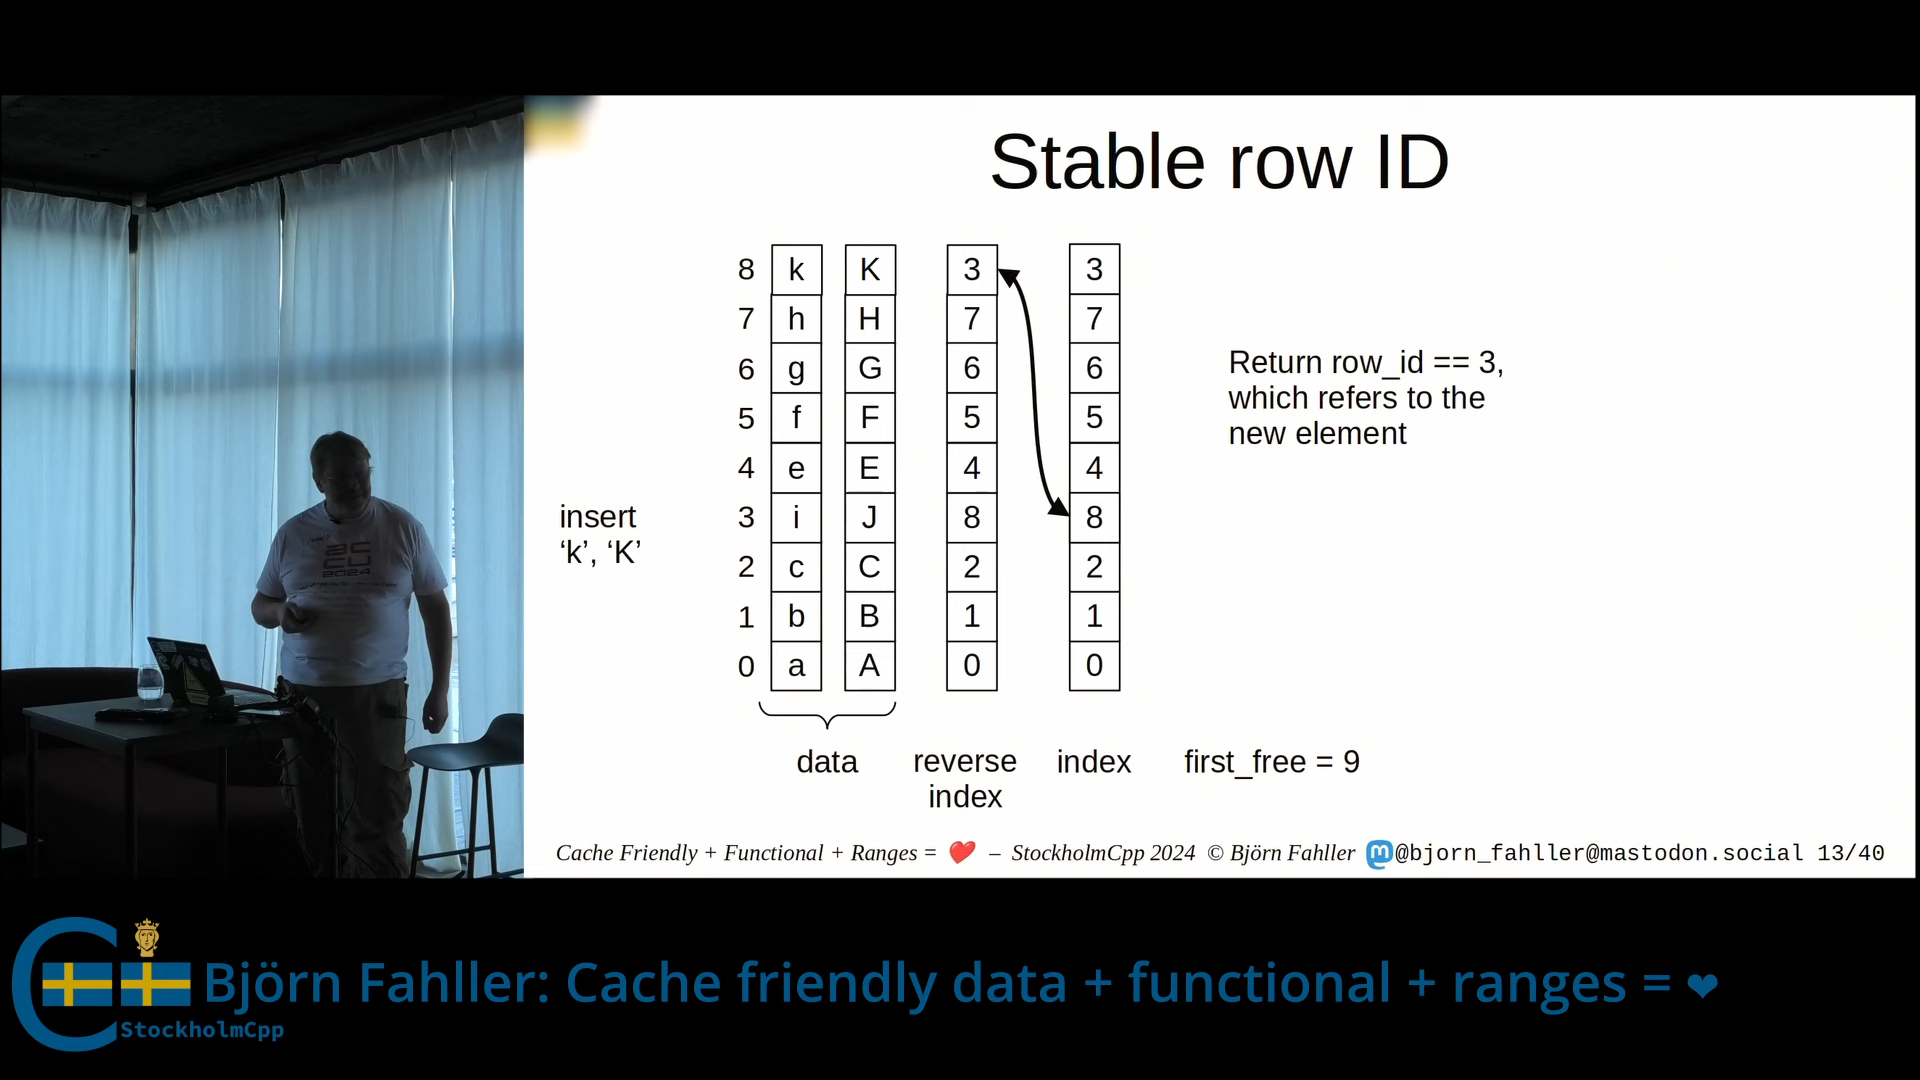 Stable row ID
8 k K 3 3
7 h H 7 7
6 g G 6 6
5 f F 5 5
4 e E 4 4
3 i J 8 8
2 c C 2 2
1 b B 1 1
0 a A 0 0
insert
‘k’, ‘K’
Return row_id == 3,
which refers to the
new element
data
reverse
index
index
first_free = 9
Cache Friendly + Functional + Ranges = ❤️ – StockholmCpp 2024 © Björn Fahller @bjorn_fahller@mastodon.social 13/40
accu
2024
Björn Fahller: Cache friendly data + functional + ranges = ❤
StockholmCpp